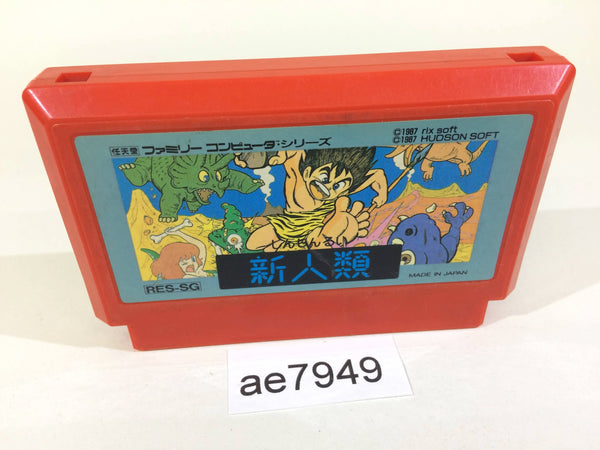 任天堂 ファミリー コンピュータ シリーズ
©1987 rix soft
©1987 HUDSON SOFT
しんじんるい
新人類
RES-SG
MADE IN JAPAN
ae7949